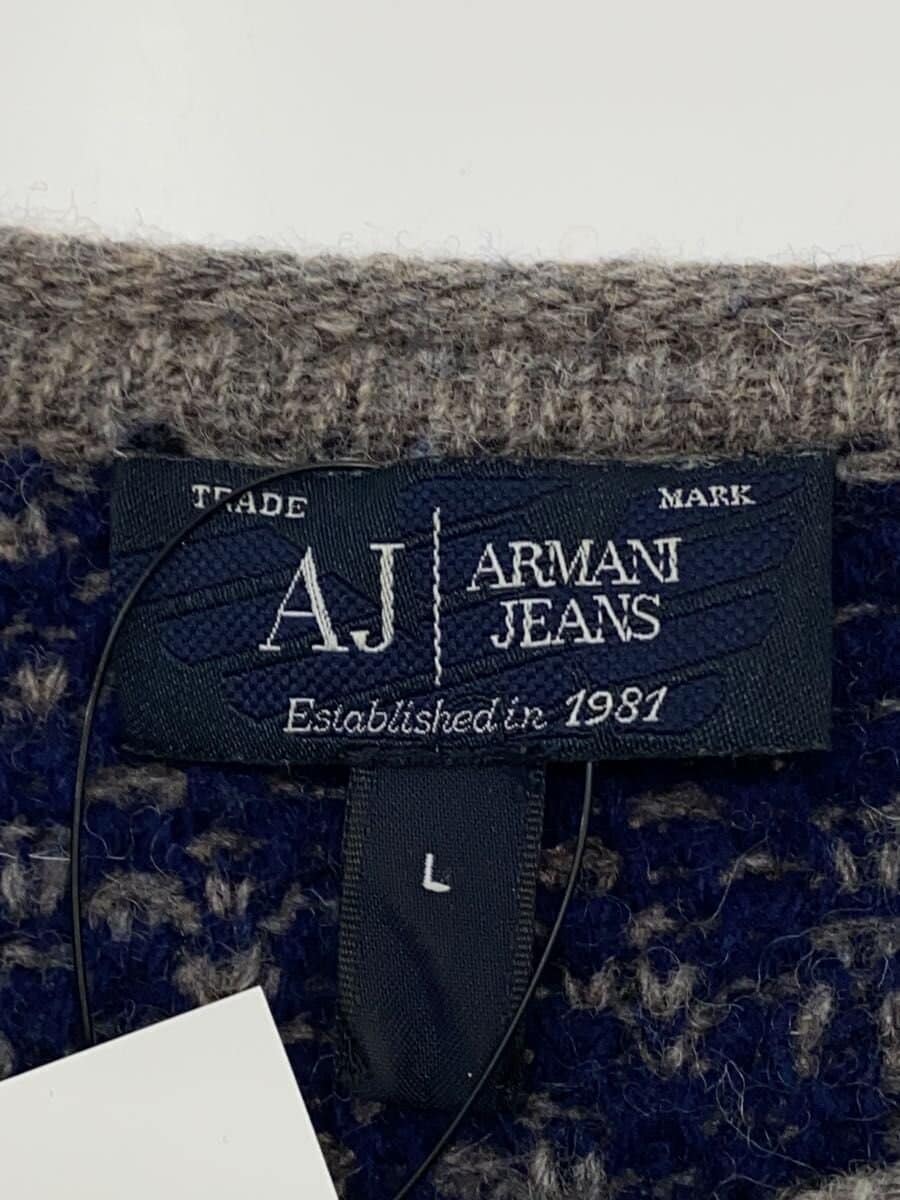 TRADE MARK
AJ ARMANI
JEANS
Established in 1981
L